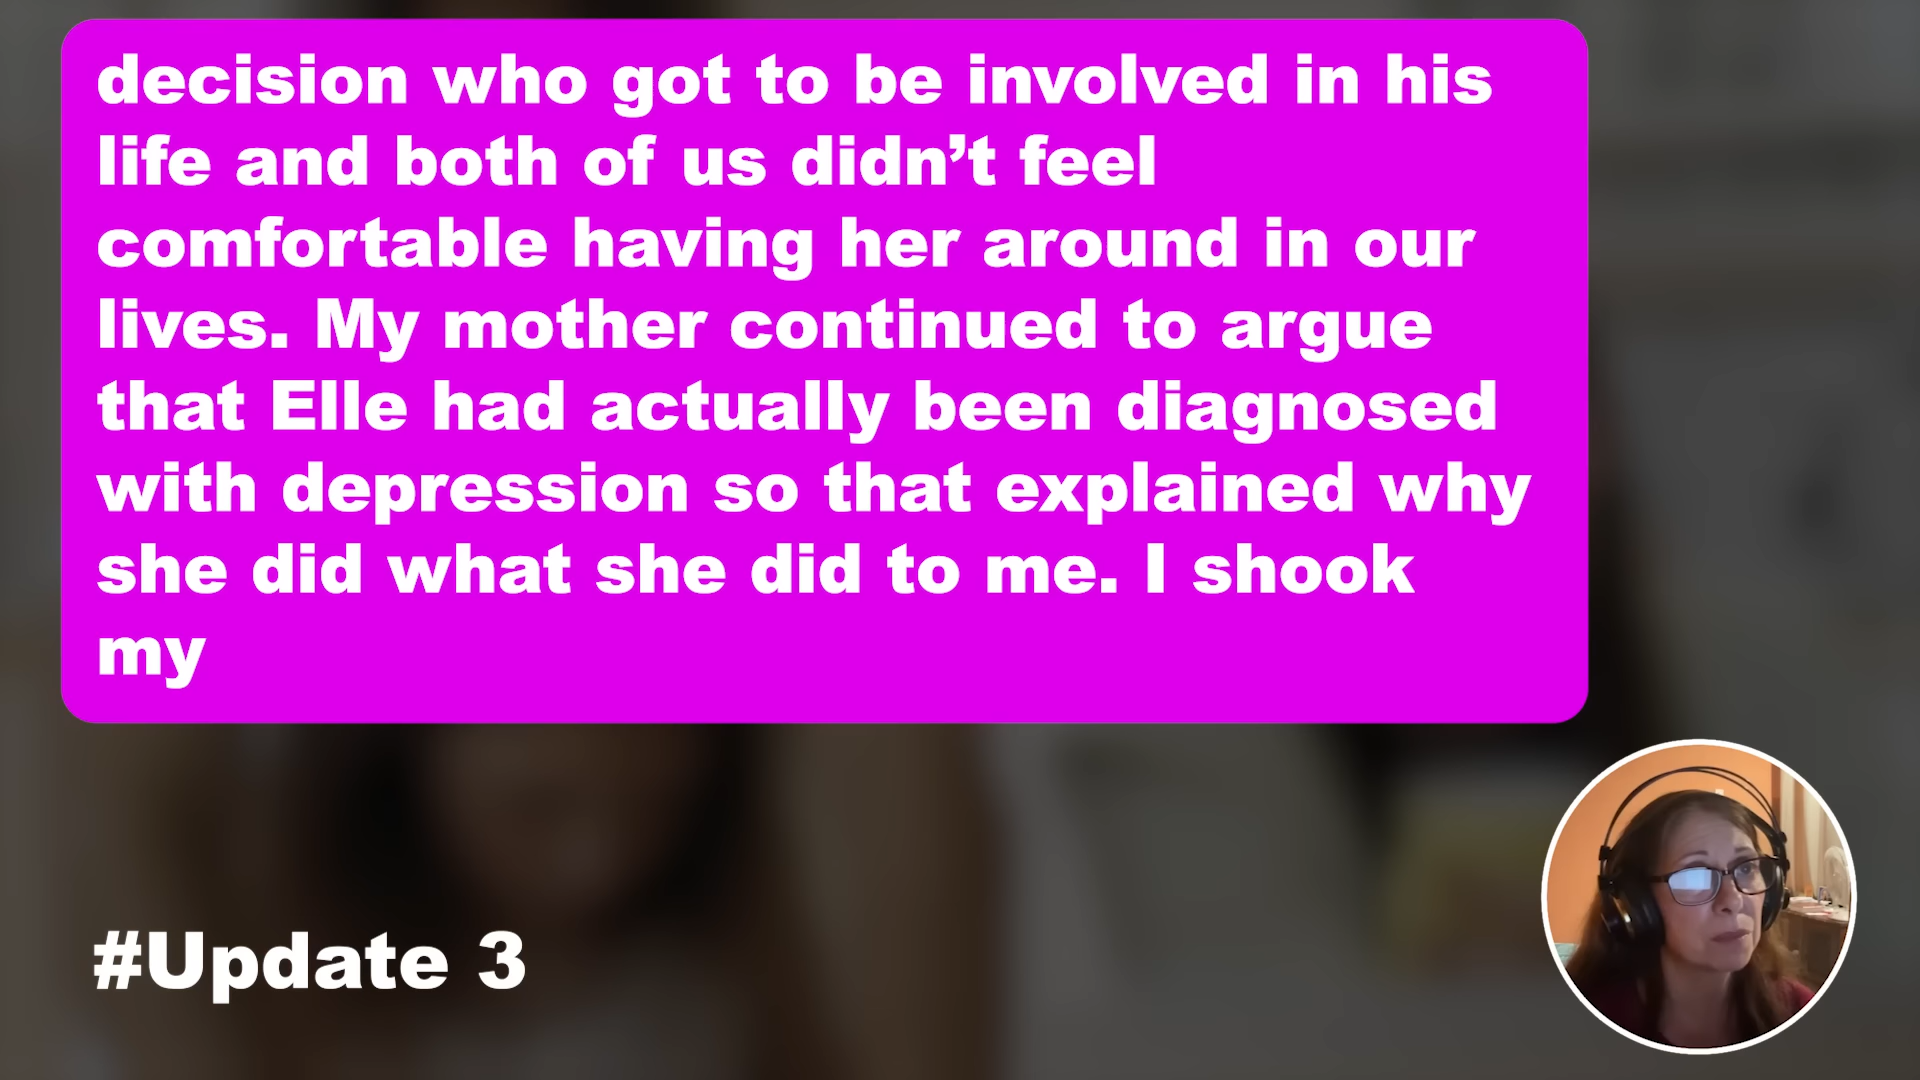 decision who got to be involved in his
life and both of us didn’t feel
comfortable having her around in our
lives. My mother continued to argue
that Elle had actually been diagnosed
with depression so that explained why
she did what she did to me. I shook
my
#Update 3